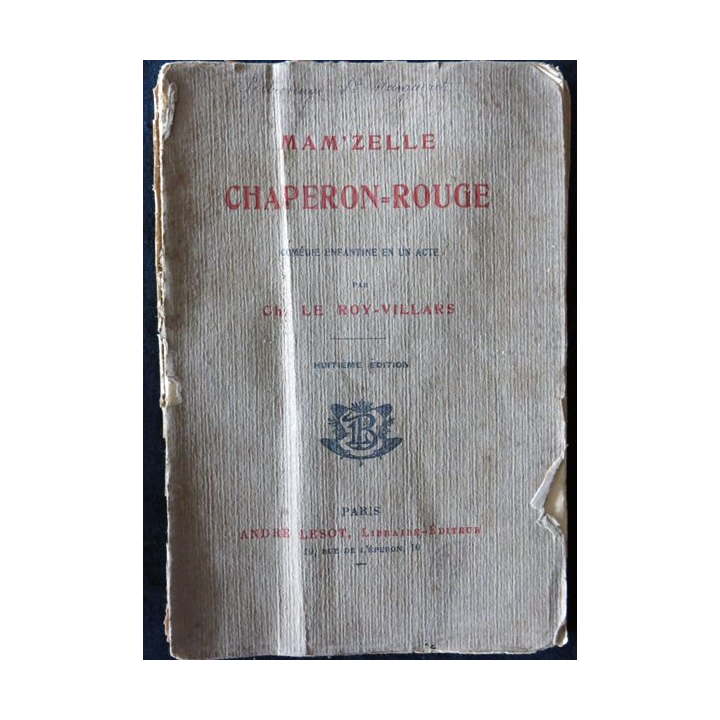 MAM'ZELLE
CHAPERON=ROUGE
COMÉDIE ENFANTINE EN UN ACTE
PAR
Ch. LE ROY-VILLARS
HUITIÈME ÉDITION
B
PARIS
ANDRÉ LESOT, LIBRAIRE-ÉDITEUR
10, RUE DE L'ÉPERON, 10